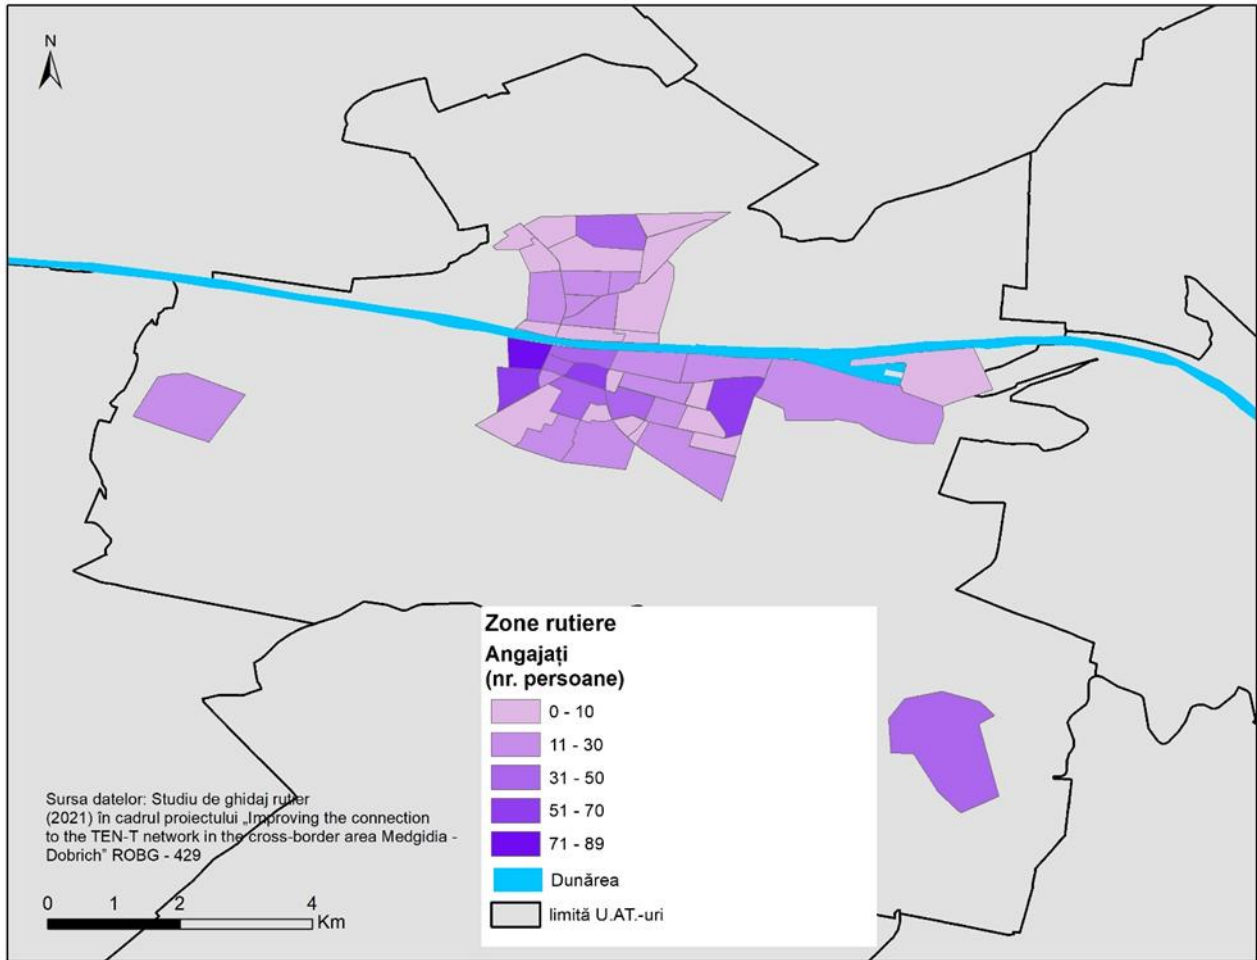 N
Zone rutiere
Angajați
(nr. persoane)
0 - 10
11 - 30
31 - 50
51 - 70
71 - 89
Dunărea
limită U.AT.-uri
Sursa datelor: Studiu de ghidaj rutier
(2021) în cadrul proiectului „Improving the connection
to the TEN-T network in the cross-border area Medgidia -
Dobrich” ROBG - 429
0 1 2 4
Km